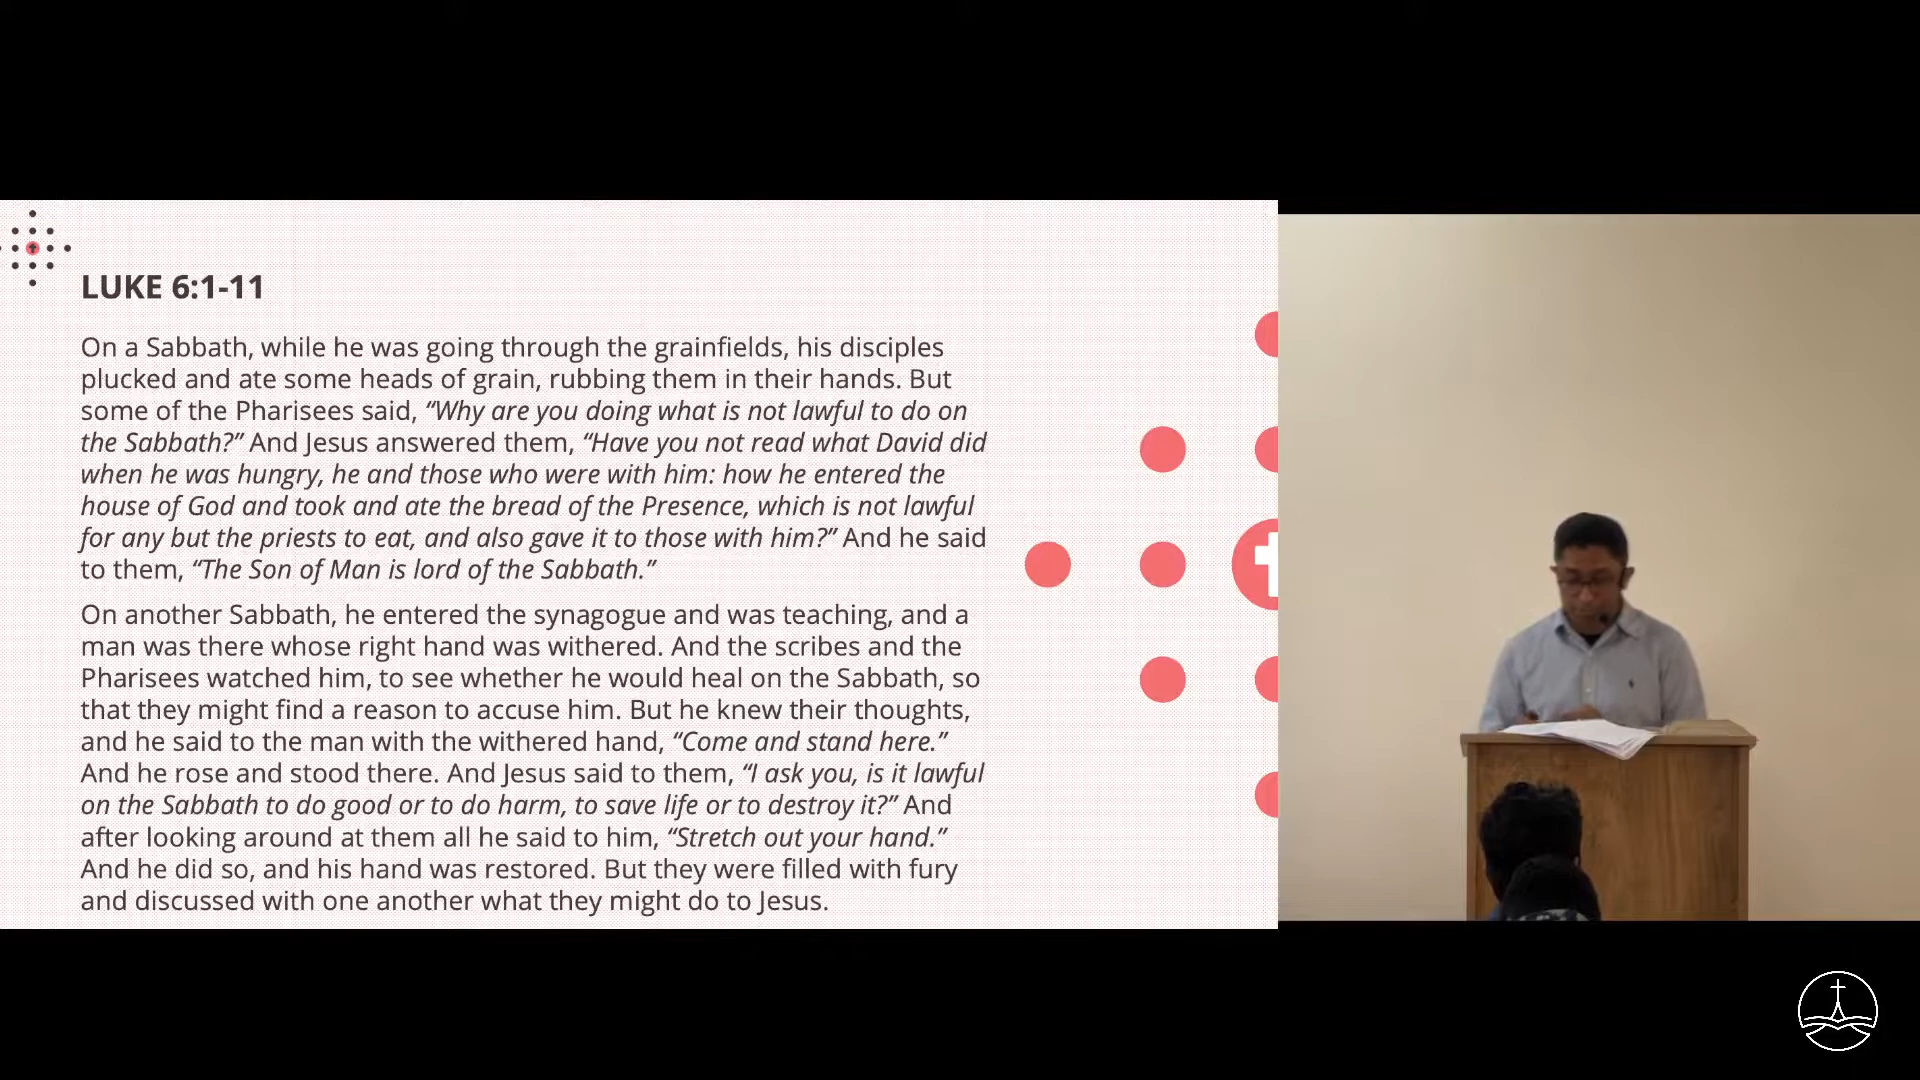 LUKE 6:1-11
On a Sabbath, while he was going through the grainfields, his disciples
plucked and ate some heads of grain, rubbing them in their hands. But
some of the Pharisees said, “Why are you doing what is not lawful to do on
the Sabbath?” And Jesus answered them, “Have you not read what David did
when he was hungry, he and those who were with him: how he entered the
house of God and took and ate the bread of the Presence, which is not lawful
for any but the priests to eat, and also gave it to those with him?” And he said
to them, “The Son of Man is lord of the Sabbath.”
On another Sabbath, he entered the synagogue and was teaching, and a
man was there whose right hand was withered. And the scribes and the
Pharisees watched him, to see whether he would heal on the Sabbath, so
that they might find a reason to accuse him. But he knew their thoughts,
and he said to the man with the withered hand, “Come and stand here.”
And he rose and stood there. And Jesus said to them, “I ask you, is it lawful
on the Sabbath to do good or to do harm, to save life or to destroy it?” And
after looking around at them all he said to him, “Stretch out your hand.”
And he did so, and his hand was restored. But they were filled with fury
and discussed with one another what they might do to Jesus.